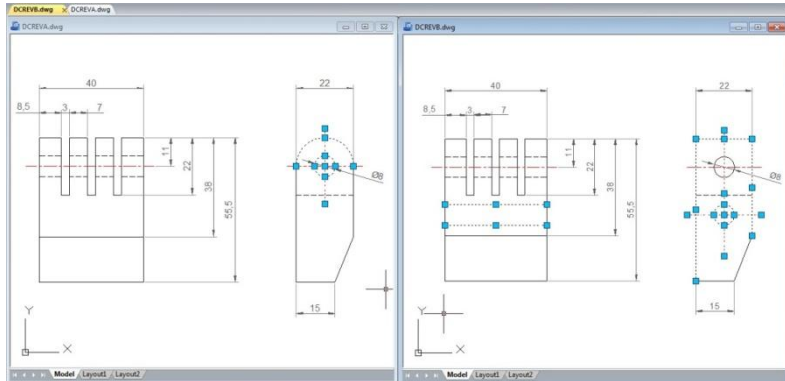 DCREVB.dwg x DCREVA.dwg
DCREVA.dwg
40
22
8,5
3
7
11
22
38
55,5
Ø8
15
Y
X
Model Layout1 Layout2
DCREVB.dwg
40
22
8,5
3
7
11
22
38
55,5
Ø8
15
Y
X
Model Layout1 Layout2